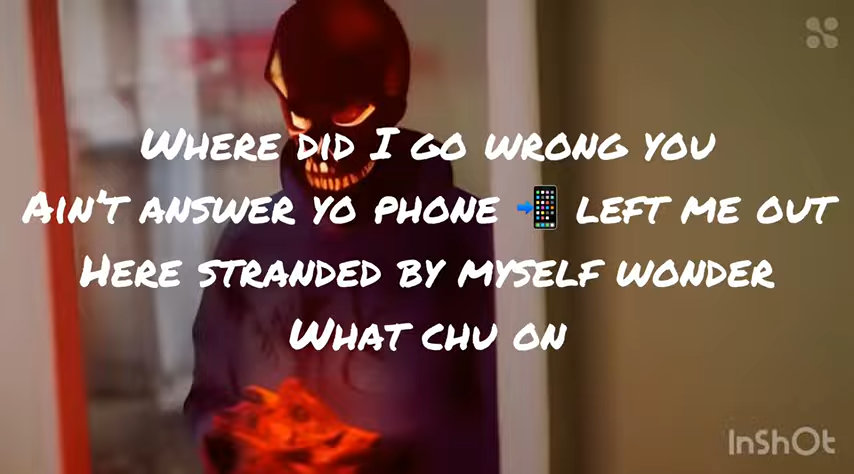 Where did I go wrong you
Ain't answer yo phone 📲 left me out
Here stranded by myself wonder
What chu on
InShOt